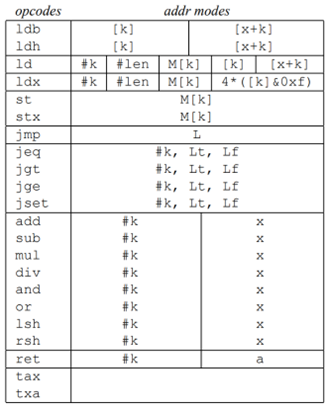 opcodes addr modes
ldb [k] [x+k]
ldh [k] [x+k]
ld #k #len M[k] [k] [x+k]
ldx #k #len M[k] 4*([k]&0xf)
st M[k]
stx M[k]
jmp L
jeq #k, Lt, Lf
jgt #k, Lt, Lf
jge #k, Lt, Lf
jset #k, Lt, Lf
add #k x
sub #k x
mul #k x
div #k x
and #k x
or #k x
lsh #k x
rsh #k x
ret #k a
tax
txa